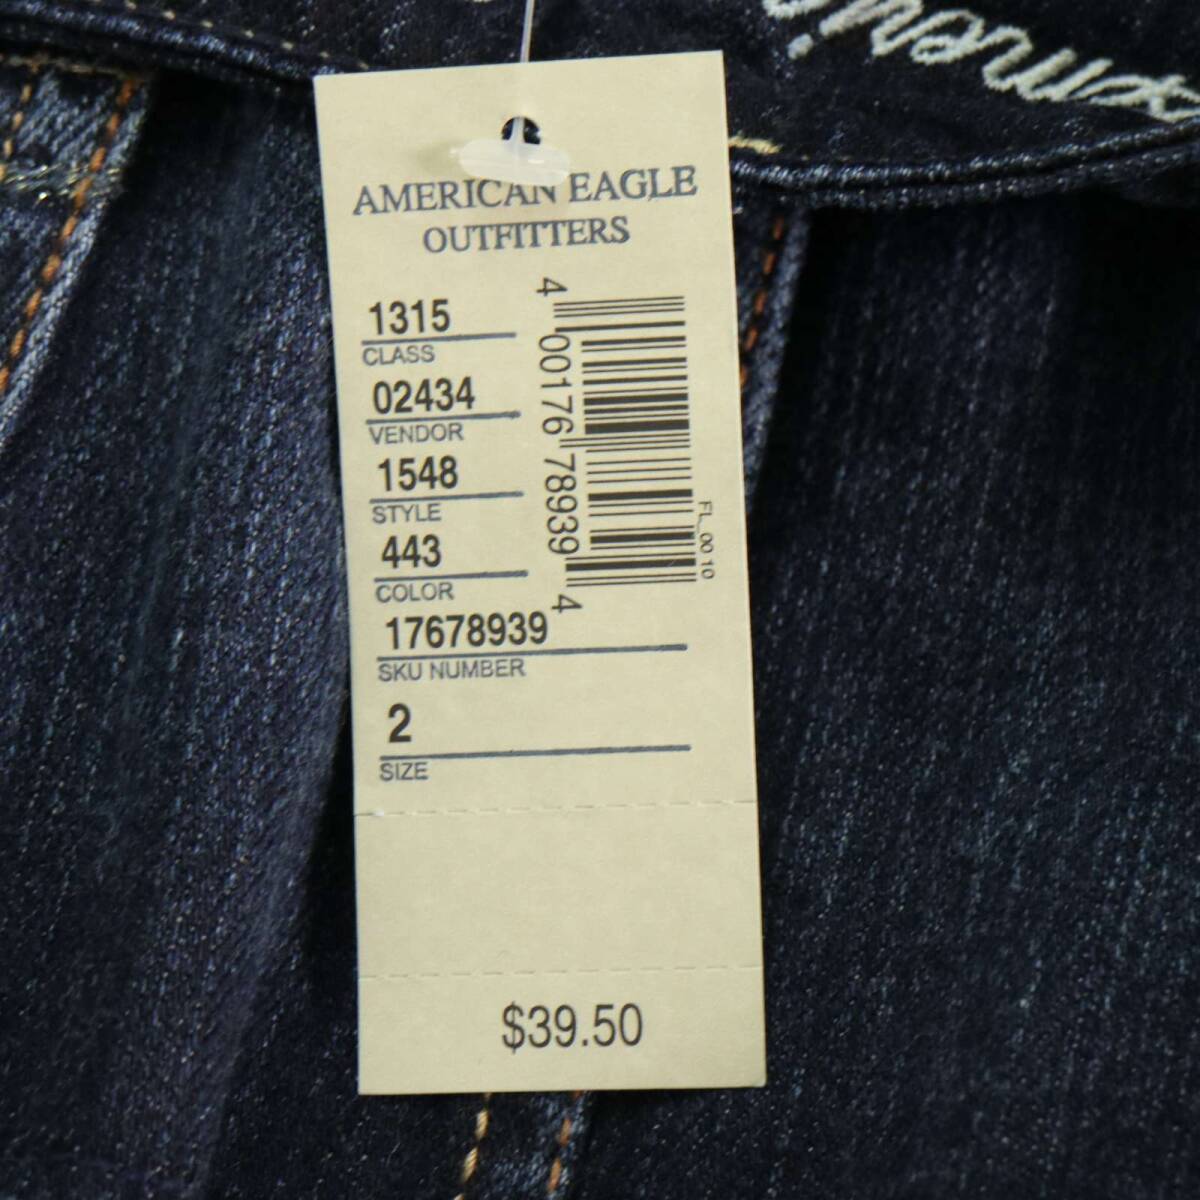 AMERICAN EAGLE
OUTFITTERS
1315
CLASS
02434
VENDOR
1548
STYLE
443
COLOR
17678939
SKU NUMBER
2
SIZE
4 00176 78939 4
FL_00 10
$39.50